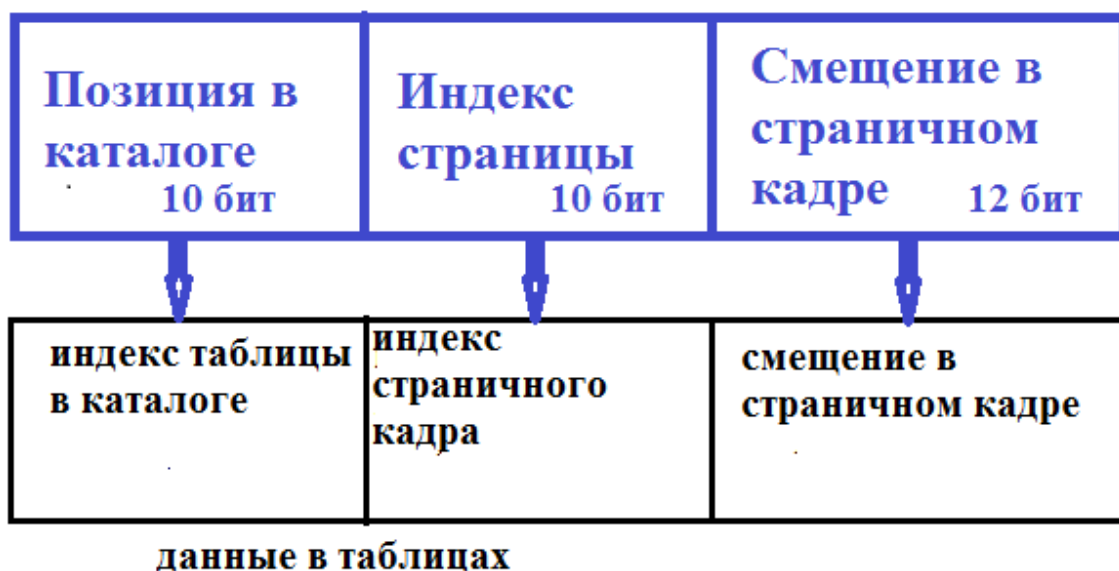 Позиция в
каталоге
10 бит
Индекс
страницы
10 бит
Смещение в
страничном
кадре 12 бит
индекс таблицы
в каталоге
индекс
страничного
кадра
смещение в
страничном кадре
данные в таблицах